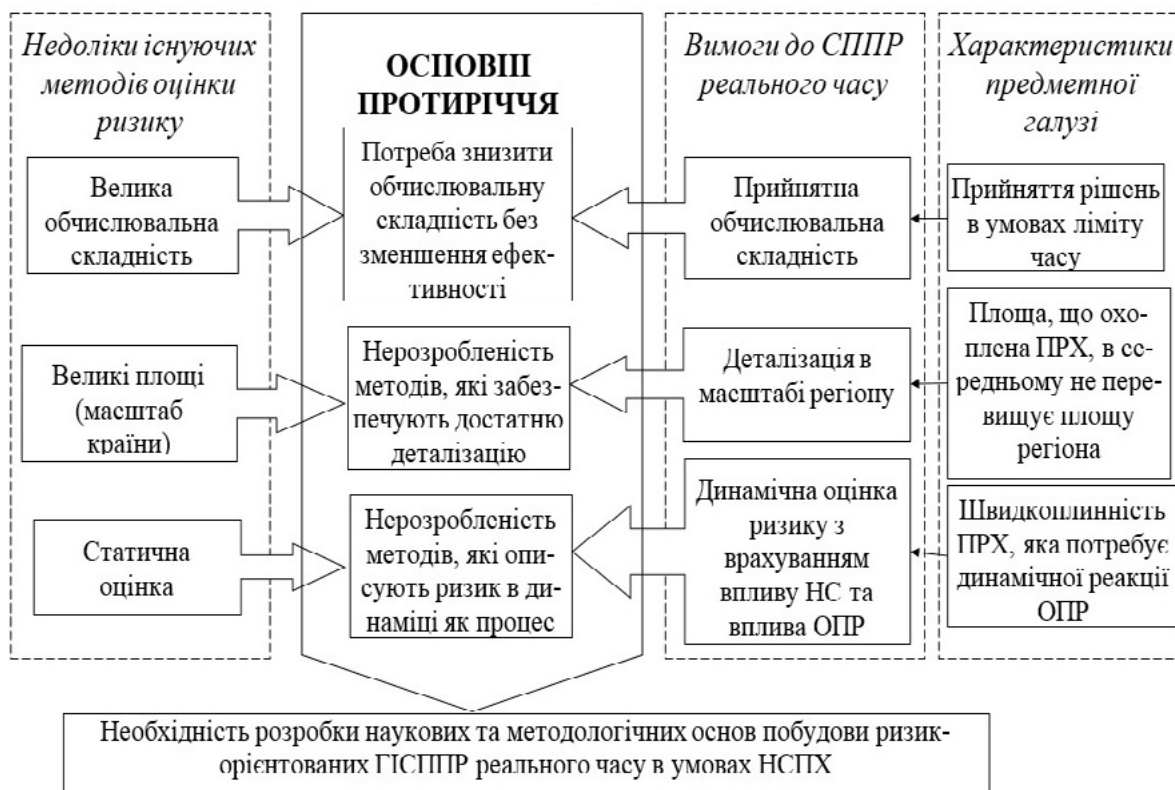 Недоліки існуючих
методів оцінки
ризику
Велика
обчислювальна
складність
Великі площі
(масштаб
країни)
Статична
оцінка
ОСНОВНІ
ПРОТИРІЧЧЯ
Потреба знизити
обчислювальну
складність без
зменшення ефек-
тивності
Нерозробленість
методів, які забез-
печують достатню
деталізацію
Нерозробленість
методів, які опи-
сують ризик в ди-
наміці як процес
Вимоги до СППР
реального часу
Прийнятна
обчислювальна
складність
Деталізація в
масштабі регіону
Динамічна оцінка
ризику з
врахуванням
впливу НС та
вплива ОПР
Характеристики
предметної
галузі
Прийняття рішень
в умовах ліміту
часу
Площа, що охо-
плена ПРХ, в се-
редньому не пере-
вищує площу
регіона
Швидкоплинність
ПРХ, яка потребує
динамічної реакції
ОПР
Необхідність розробки наукових та методологічних основ побудови ризик-
орієнтованих ГІСППР реального часу в умовах НСПХ